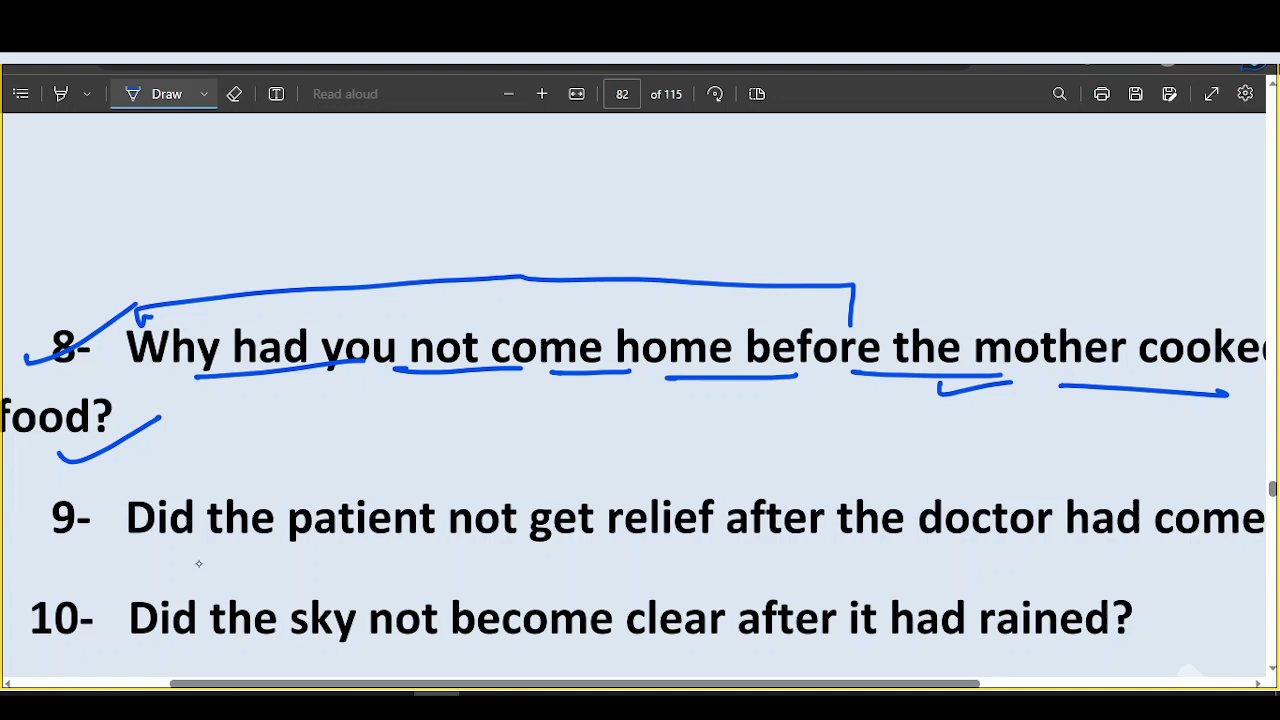 Draw
Read aloud
82 of 115
8- Why had you not come home before the mother cooked
food?
9- Did the patient not get relief after the doctor had come
10- Did the sky not become clear after it had rained?